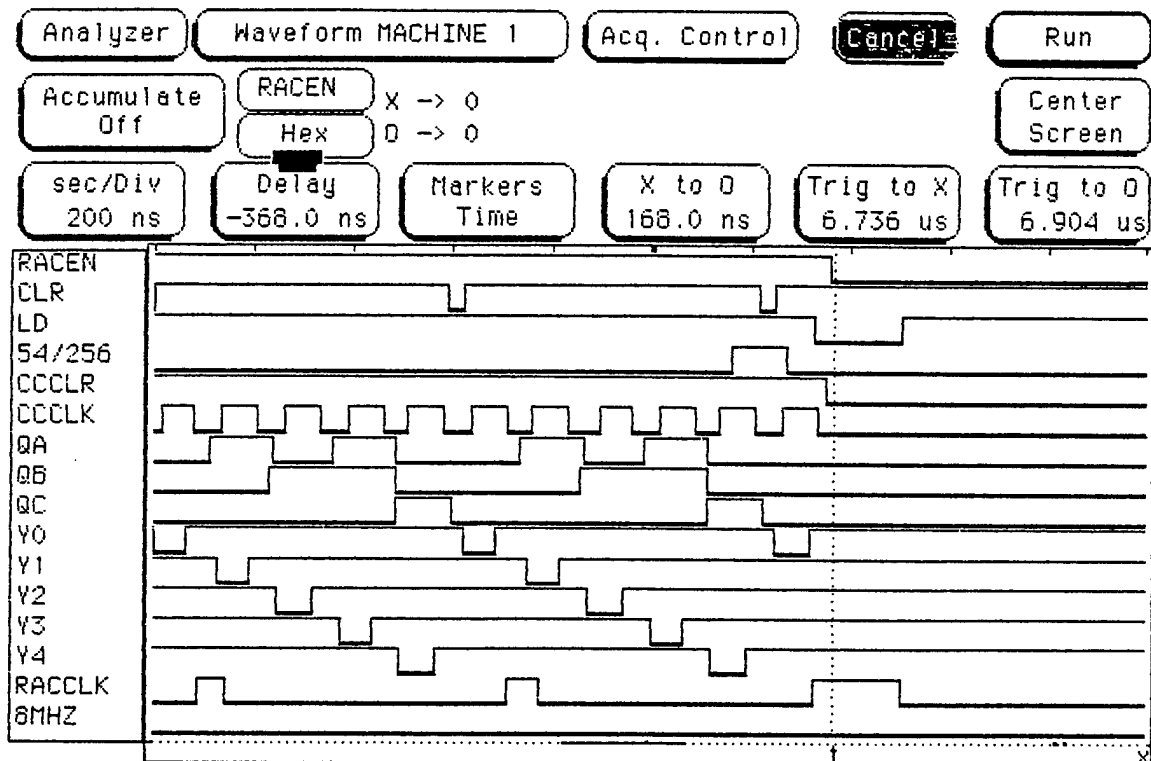 Analyzer Waveform MACHINE 1 Acq. Control Cancel Run
Accumulate Off
RACEN X -> 0
Hex O -> 0
Center Screen
sec/Div 200 ns
Delay -368.0 ns
Markers Time
X to O 168.0 ns
Trig to X 6.736 us
Trig to O 6.904 us
RACEN
CLR
LD
54/256
CCCLR
CCCLK
QA
QB
QC
Y0
Y1
Y2
Y3
Y4
RACCLK
8MHZ
t X